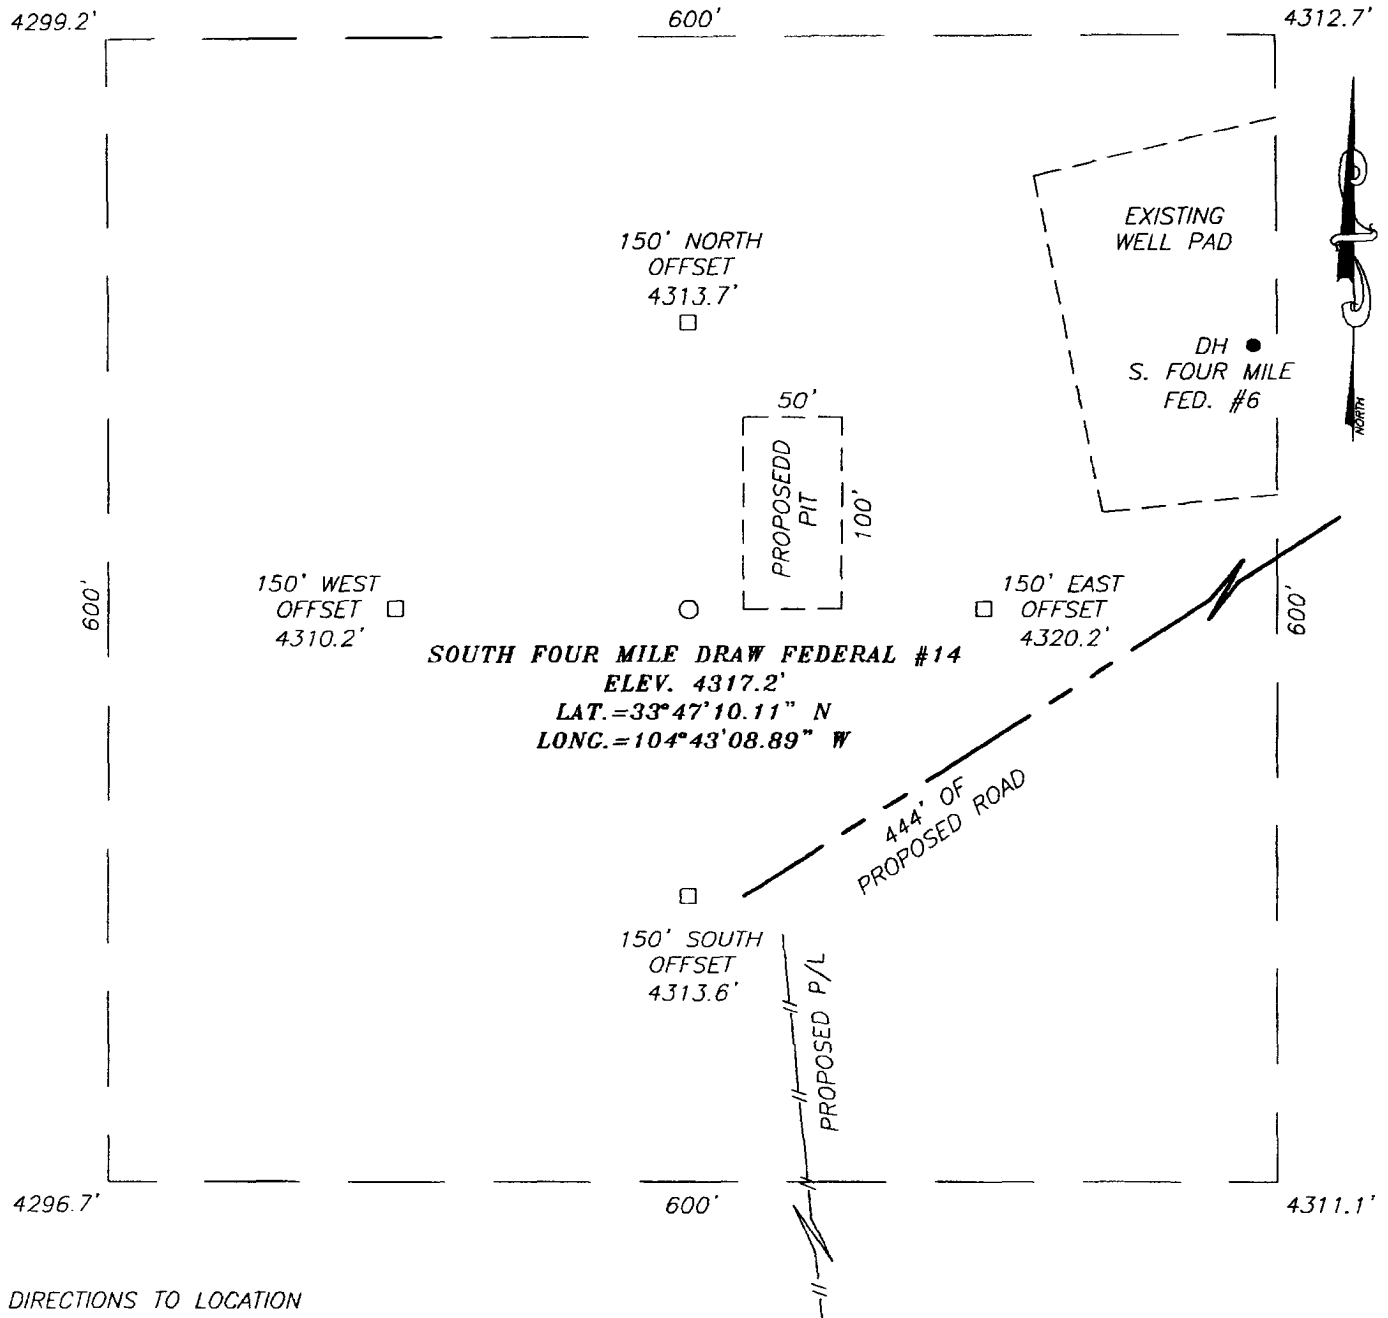 4299.2'
600'
4312.7'
EXISTING
WELL PAD
150' NORTH
OFFSET
4313.7'
DH
S. FOUR MILE
FED. #6
NORTH
50'
PROPOSEDD
PIT
100'
600'
150' WEST
OFFSET
4310.2'
150' EAST
OFFSET
4320.2'
600'
SOUTH FOUR MILE DRAW FEDERAL #14
ELEV. 4317.2'
LAT.=33°47'10.11" N
LONG.=104°43'08.89" W
444' OF
PROPOSED ROAD
150' SOUTH
OFFSET
4313.6'
PROPOSED P/L
4296.7'
600'
4311.1'
DIRECTIONS TO LOCATION